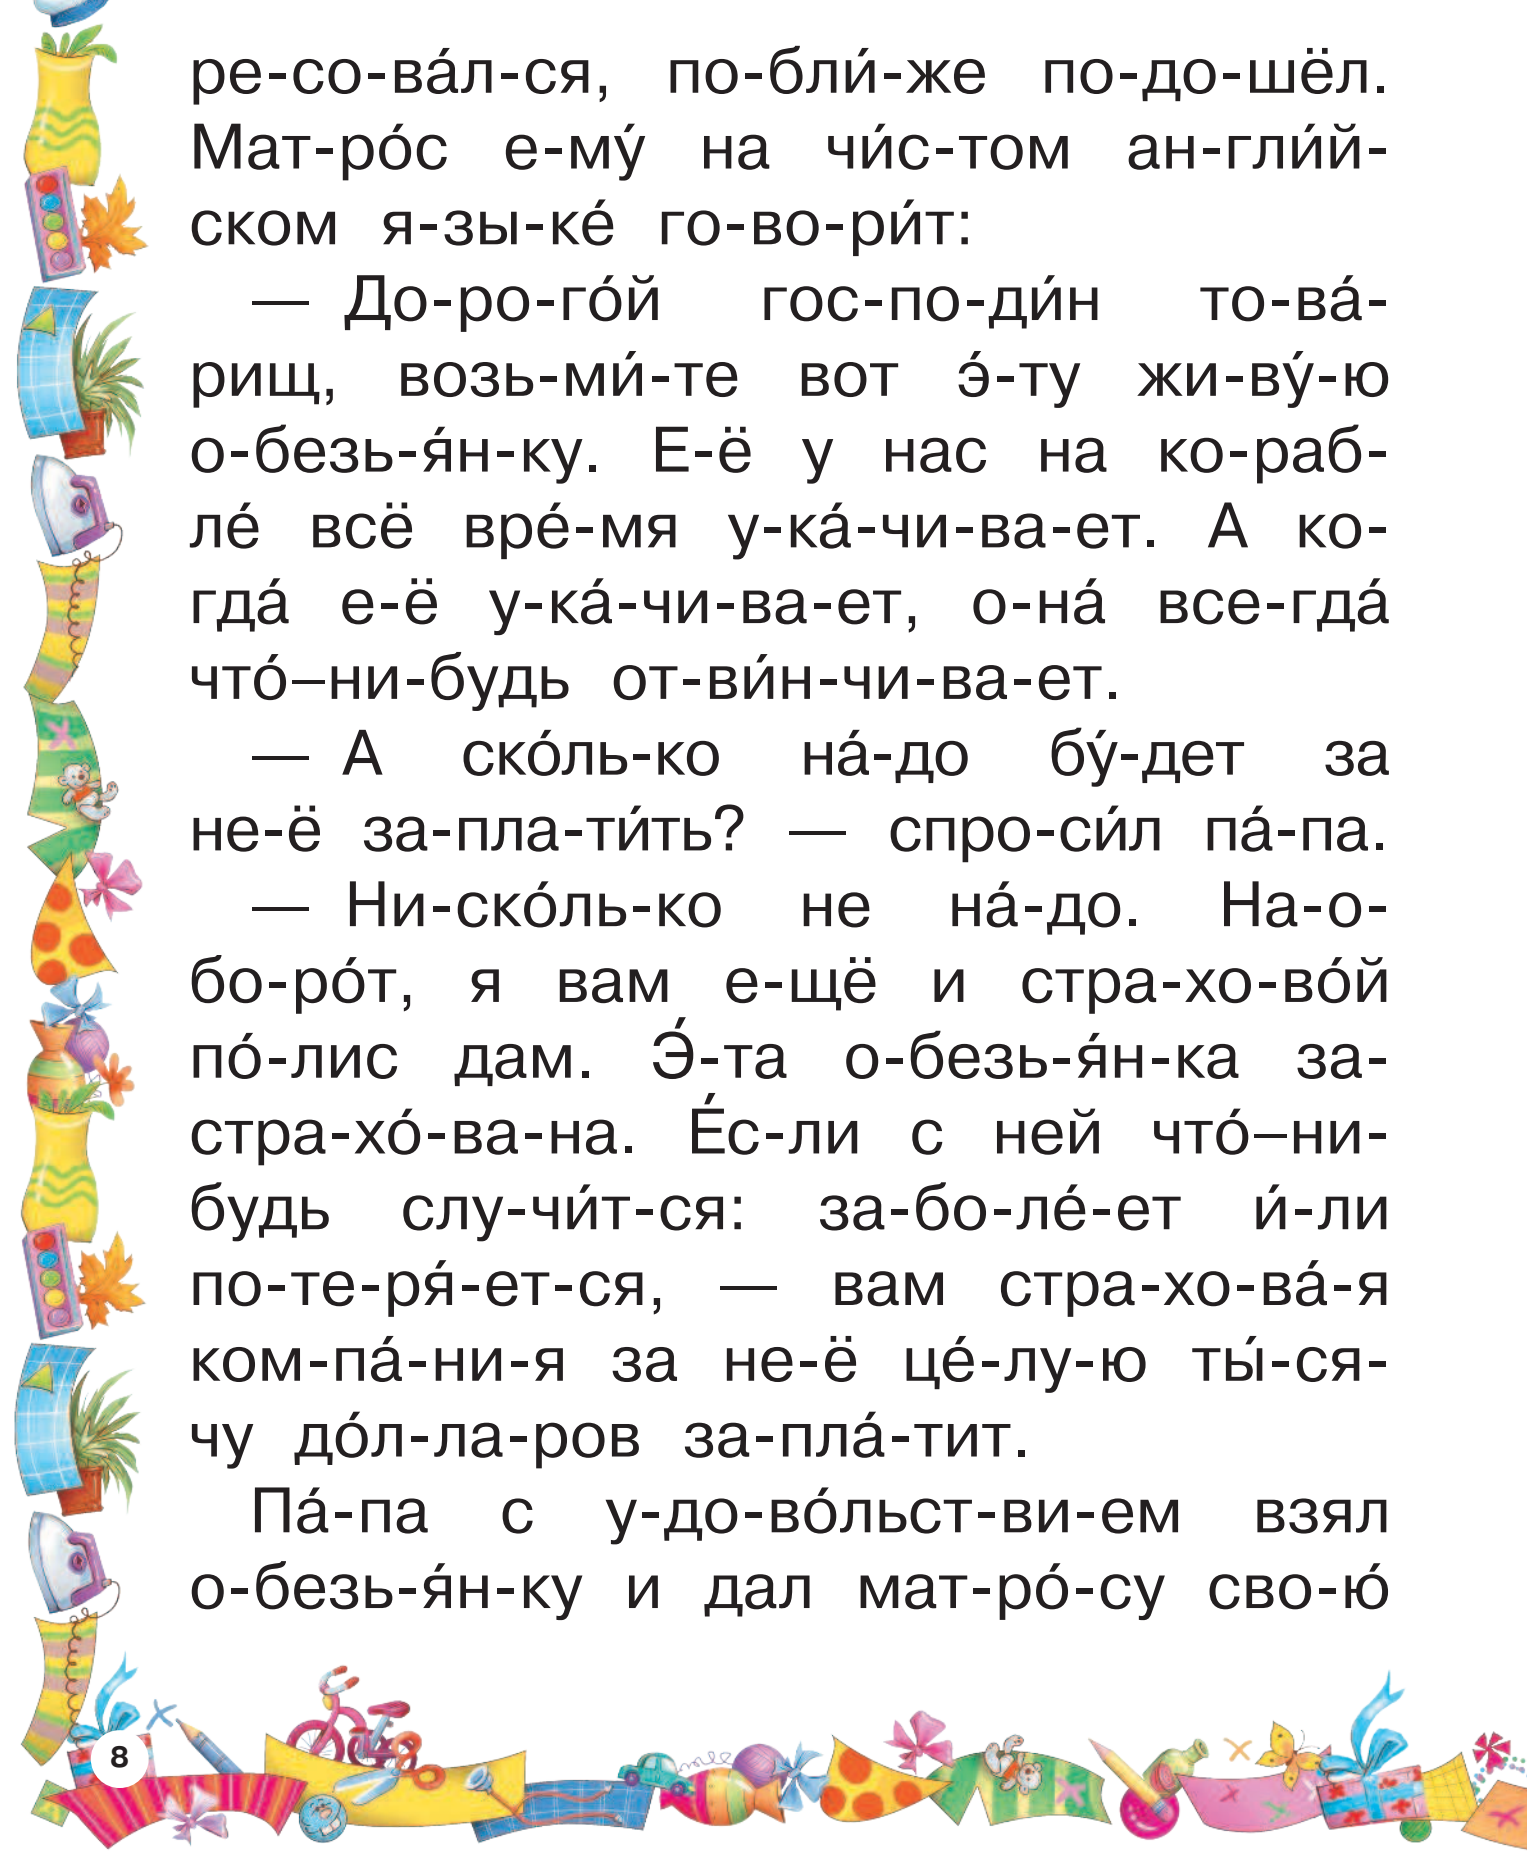 ре-со-ва́л-ся, по-бли́-же по-до-шёл.
Мат-ро́с е-му́ на чи́с-том ан-гли́й-
ском я-зы-ке́ го-во-ри́т:
— До-ро-го́й гос-по-ди́н то-ва́-
рищ, возь-ми́-те вот э́-ту жи-ву́-ю
о-безь-я́н-ку. Е-ё у нас на ко-раб-
ле́ всё вре́-мя у-ка́-чи-ва-ет. А ко-
гда́ е-ё у-ка́-чи-ва-ет, о-на́ все-гда́
что́–ни-будь от-ви́н-чи-ва-ет.
— А ско́ль-ко на́-до бу́-дет за
не-ё за-пла-ти́ть? — спро-си́л па́-па.
— Ни-ско́ль-ко не на́-до. На-о-
бо-ро́т, я вам е-щё и стра-хо-во́й
по́-лис дам. Э́-та о-безь-я́н-ка за-
стра-хо́-ва-на. Е́с-ли с ней что́–ни-
будь слу-чи́т-ся: за-бо-ле́-ет и́-ли
по-те-ря́-ет-ся, — вам стра-хо-ва́-я
ком-па́-ни-я за не-ё це́-лу-ю ты́-ся-
чу до́л-ла-ров за-пла́-тит.
Па́-па с у-до-во́льст-ви-ем взял
о-безь-я́н-ку и дал мат-ро́-су сво-ю́
8